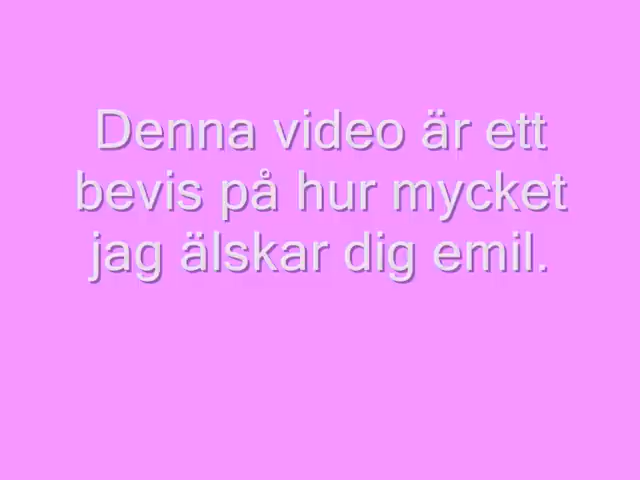 Denna video är ett
bevis på hur mycket
jag älskar dig emil.